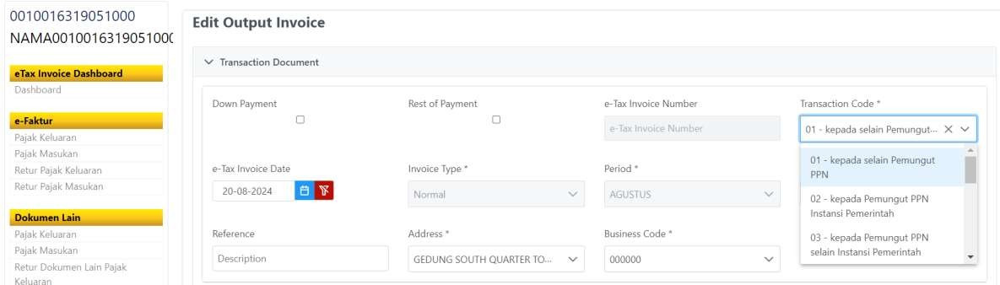 0010016319051000
NAMA0010016319051000
eTax Invoice Dashboard
Dashboard
e-Faktur
Pajak Keluaran
Pajak Masukan
Retur Pajak Keluaran
Retur Pajak Masukan
Dokumen Lain
Pajak Keluaran
Pajak Masukan
Retur Dokumen Lain Pajak
Keluaran
Edit Output Invoice
Transaction Document
Down Payment
Rest of Payment
e-Tax Invoice Number
e-Tax Invoice Number
Transaction Code *
01 - kepada selain Pemungut...
01 - kepada selain Pemungut
PPN
02 - kepada Pemungut PPN
Instansi Pemerintah
03 - kepada Pemungut PPN
selain Instansi Pemerintah
e-Tax Invoice Date
20-08-2024
Invoice Type *
Normal
Period *
AGUSTUS
Reference
Description
Address *
GEDUNG SOUTH QUARTER TO...
Business Code *
000000